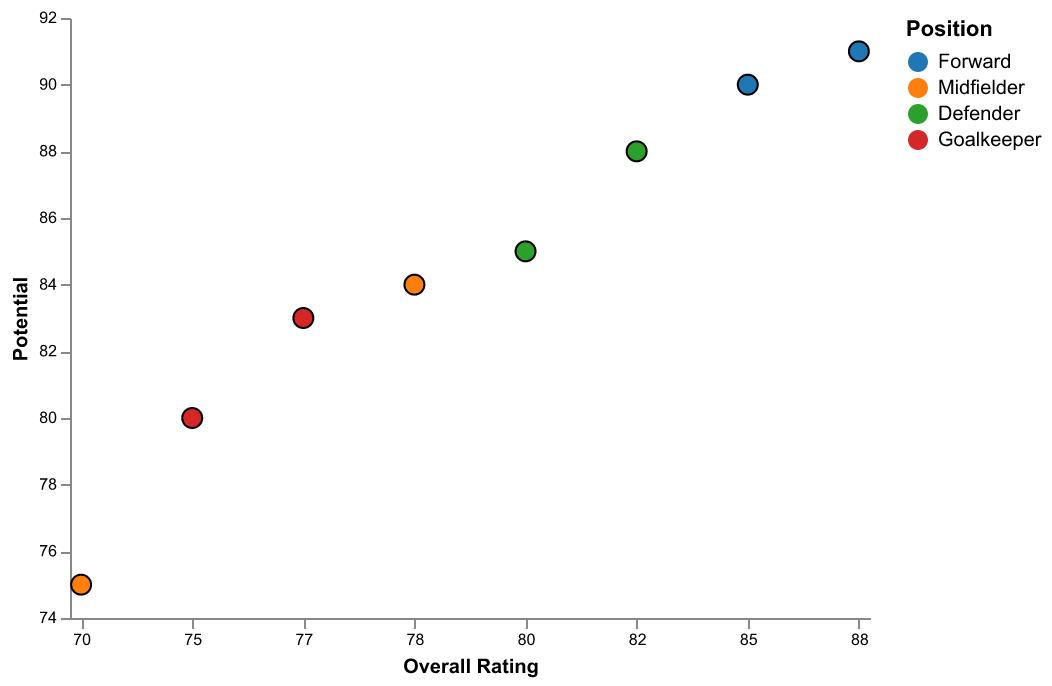 92
90
88
86
84
82
80
78
76
74
Potential
70 75 77 78 80 82 85 88
Overall Rating
Position
Forward
Midfielder
Defender
Goalkeeper